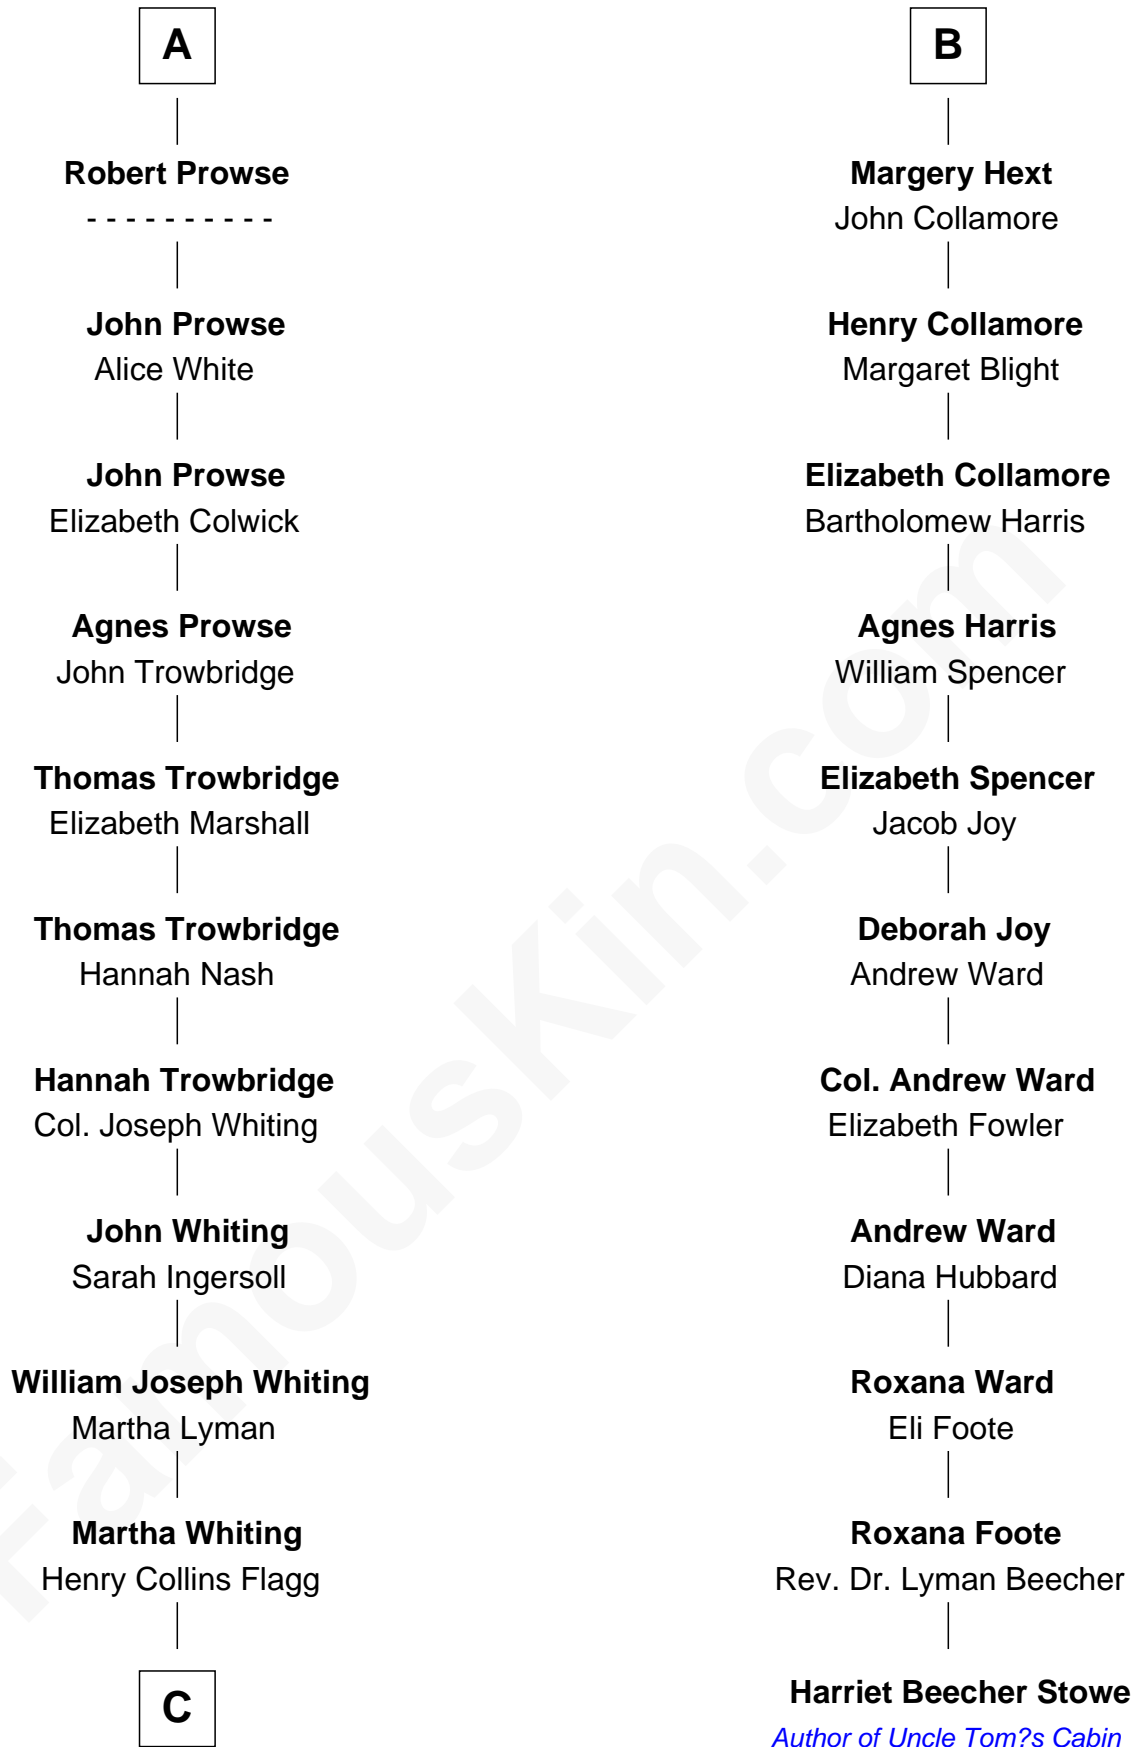 A
Robert Prowse
- - - - - - - - - -
John Prowse
Alice White
John Prowse
Elizabeth Colwick
Agnes Prowse
John Trowbridge
Thomas Trowbridge
Elizabeth Marshall
Thomas Trowbridge
Hannah Nash
Hannah Trowbridge
Col. Joseph Whiting
John Whiting
Sarah Ingersoll
William Joseph Whiting
Martha Lyman
Martha Whiting
Henry Collins Flagg
C
B
Margery Hext
John Collamore
Henry Collamore
Margaret Blight
Elizabeth Collamore
Bartholomew Harris
Agnes Harris
William Spencer
Elizabeth Spencer
Jacob Joy
Deborah Joy
Andrew Ward
Col. Andrew Ward
Elizabeth Fowler
Andrew Ward
Diana Hubbard
Roxana Ward
Eli Foote
Roxana Foote
Rev. Dr. Lyman Beecher
Harriet Beecher Stowe
Author of Uncle Tom?s Cabin
FamousKin.com